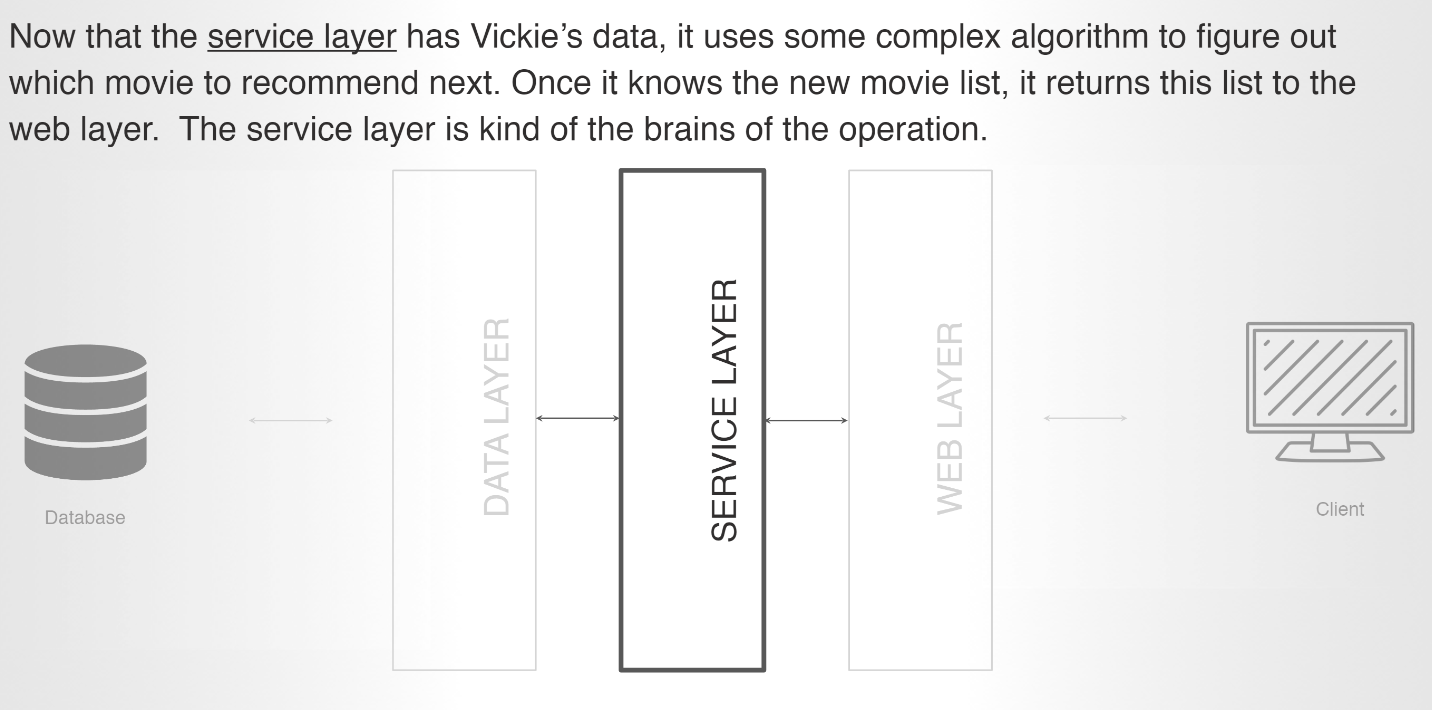 Now that the service layer has Vickie’s data, it uses some complex algorithm to figure out
which movie to recommend next. Once it knows the new movie list, it returns this list to the
web layer.  The service layer is kind of the brains of the operation.
DATA LAYER
SERVICE LAYER
WEB LAYER
Database
Client